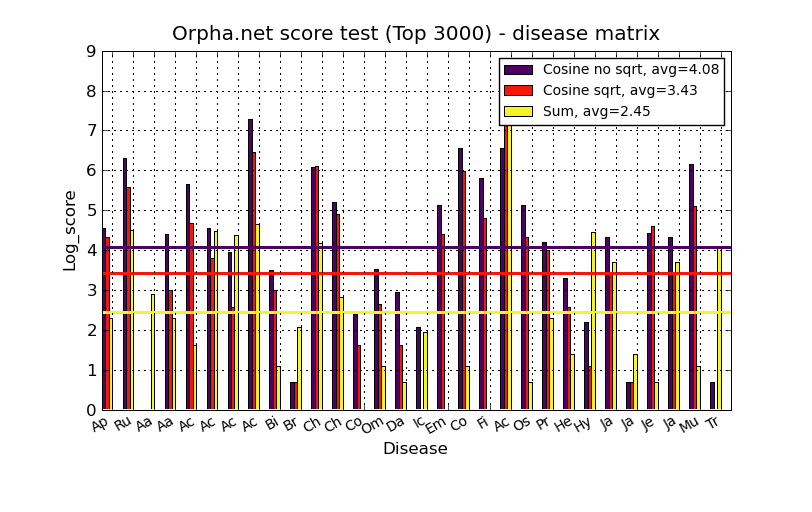 Orpha.net score test (Top 3000) - disease matrix
Log_score
9
8
7
6
5
4
3
2
1
0
Cosine no sqrt, avg=4.08
Cosine sqrt, avg=3.43
Sum, avg=2.45
Ap Ru Aa Aa Ac Ac Ac Ac Bi Br Ch Ch Co Om Da Ic Em Co Fi Ac Os Pr He Hy Ja Ja Je Ja Mu Tr
Disease